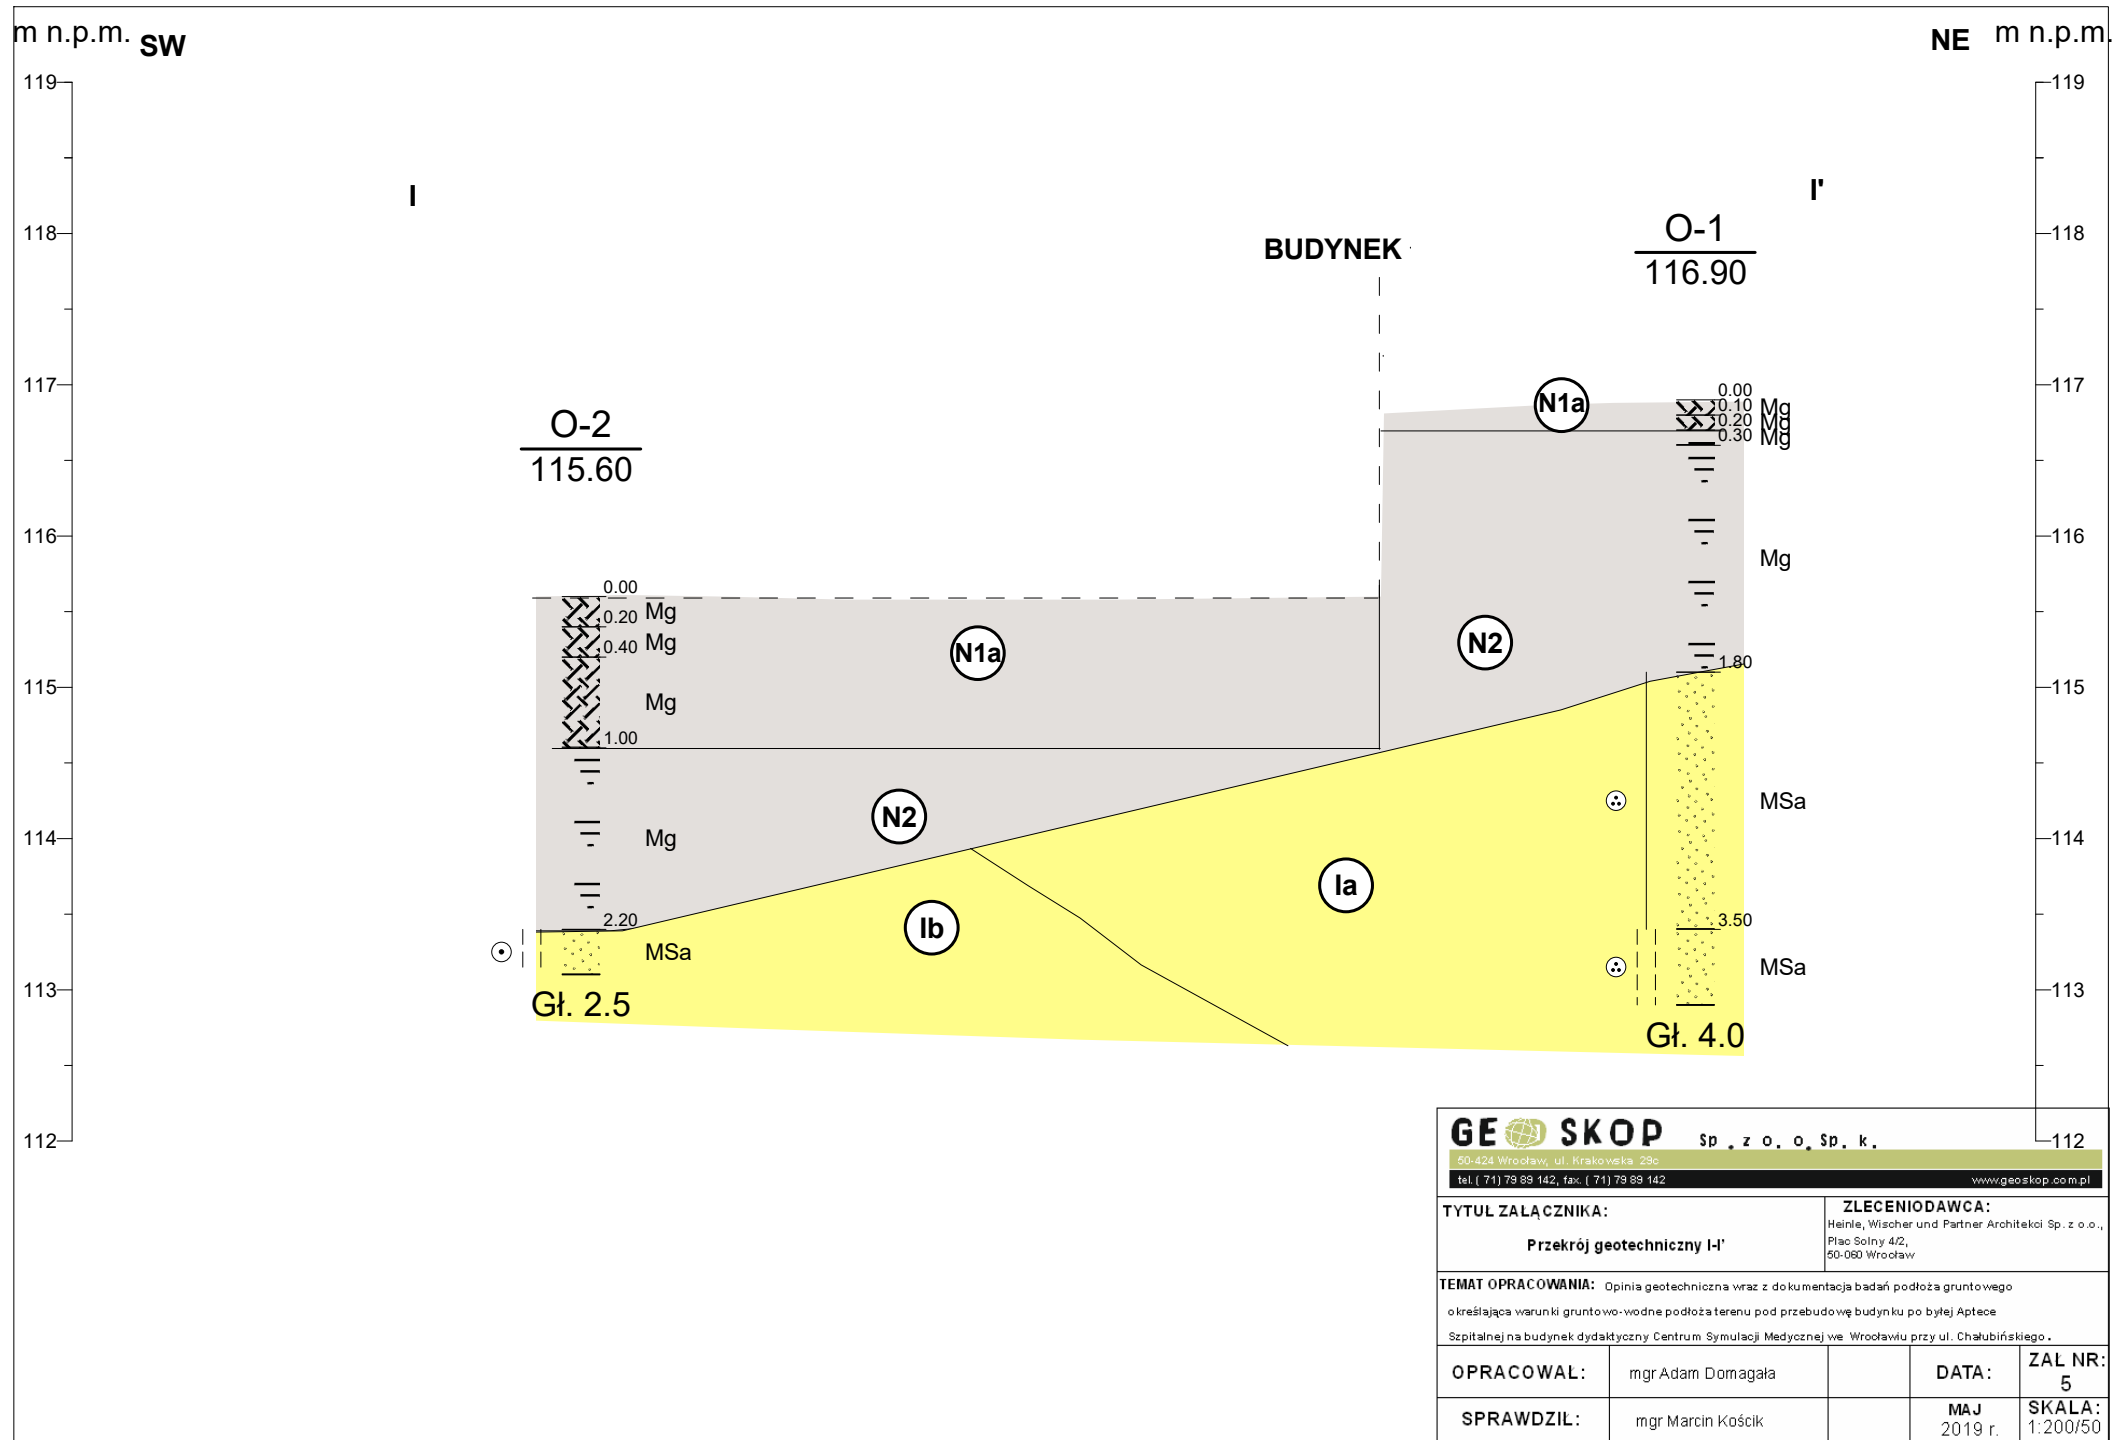 m n.p.m.
SW
NE
m n.p.m.
119
119
I
I'
118
118
BUDYNEK
O-1
116.90
117
117
N1a
0.00
0.10
Mg
0.20
Mg
0.30
Mg
O-2
115.60
116
116
Mg
0.00
0.20
Mg
0.40
Mg
N1a
N2
1.80
115
115
Mg
1.00
N2
MSa
114
114
Mg
Ia
2.20
Ib
3.50
MSa
MSa
113
113
Gł. 2.5
Gł. 4.0
112
112
GEOSKOP Sp. z o. o. Sp. k.
50-424 Wrocław, ul. Krakowska 29c
tel. ( 71) 79 89 142, fax. ( 71) 79 89 142
www.geoskop.com.pl
TYTUŁ ZAŁĄCZNIKA:
Przekrój geotechniczny I-I'
ZLECENIODAWCA:
Heinle, Wischer und Partner Architekci Sp. z o.o.,
Plac Solny 4/2,
50-060 Wrocław
TEMAT OPRACOWANIA: Opinia geotechniczna wraz z dokumentacja badań podłoża gruntowego
określająca warunki gruntowo-wodne podłoża terenu pod przebudowę budynku po byłej Aptece
Szpitalnej na budynek dydaktyczny Centrum Symulacji Medycznej we Wrocławiu przy ul. Chałubińskiego.
OPRACOWAŁ:
mgr Adam Domagała
DATA:
ZAŁ NR:
5
SPRAWDZIŁ:
mgr Marcin Kościk
MAJ
2019 r.
SKALA:
1:200/50